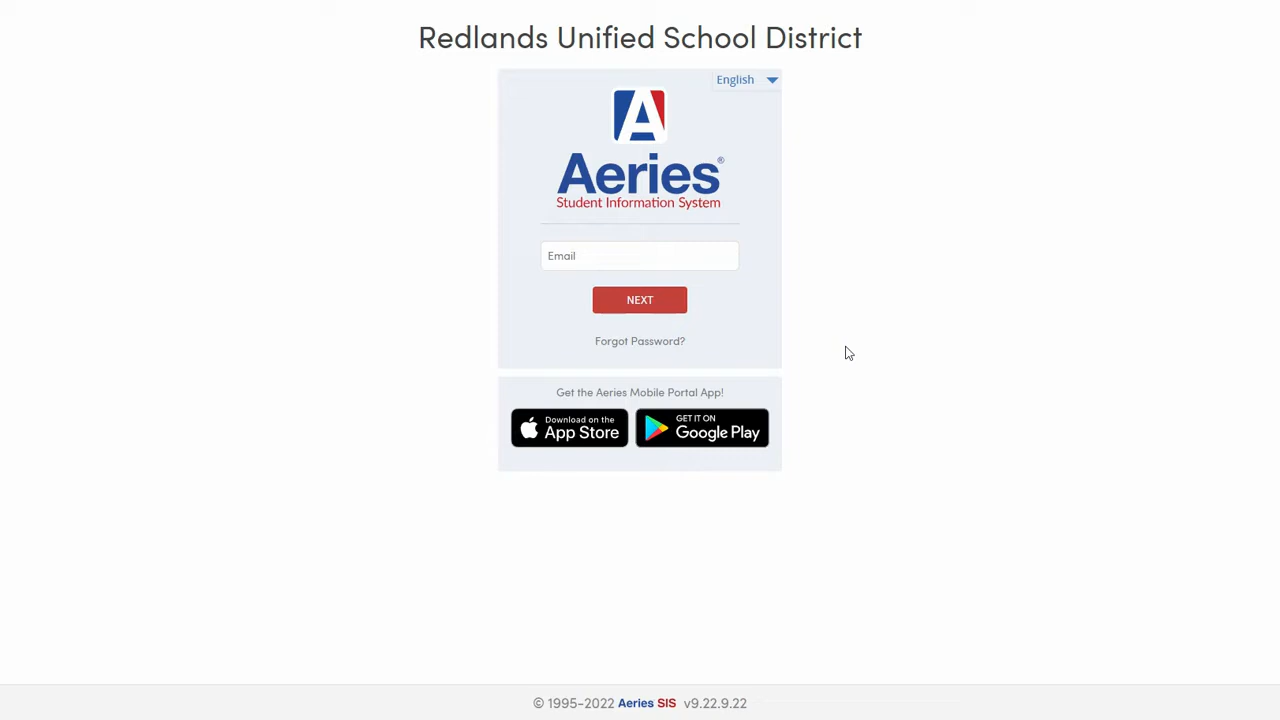 Redlands Unified School District
English
A
Aeries®
Student Information System
Email
NEXT
Forgot Password?
Get the Aeries Mobile Portal App!
Download on the
App Store
GET IT ON
Google Play
© 1995-2022 Aeries SIS v9.22.9.22